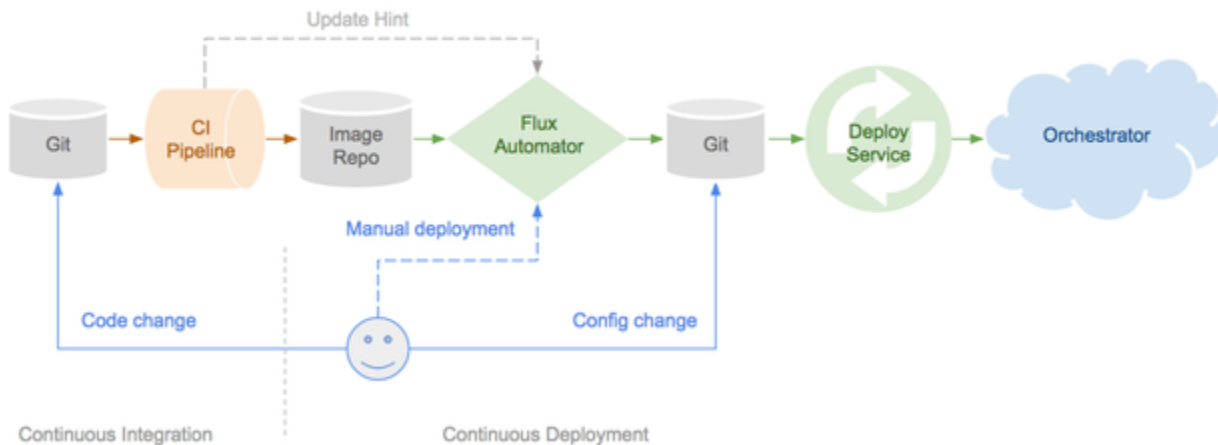 Update Hint
Git
CI
Pipeline
Image
Repo
Flux
Automator
Git
Deploy
Service
Orchestrator
Manual deployment
Code change
Config change
Continuous Integration
Continuous Deployment